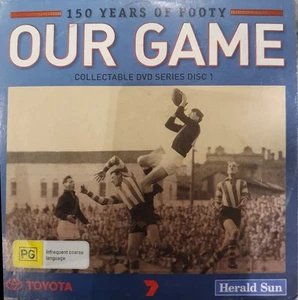 150 YEARS OF FOOTY
OUR GAME
COLLECTABLE DVD SERIES DISC 1
PG
Infrequent coarse
language
TOYOTA
7
Herald Sun